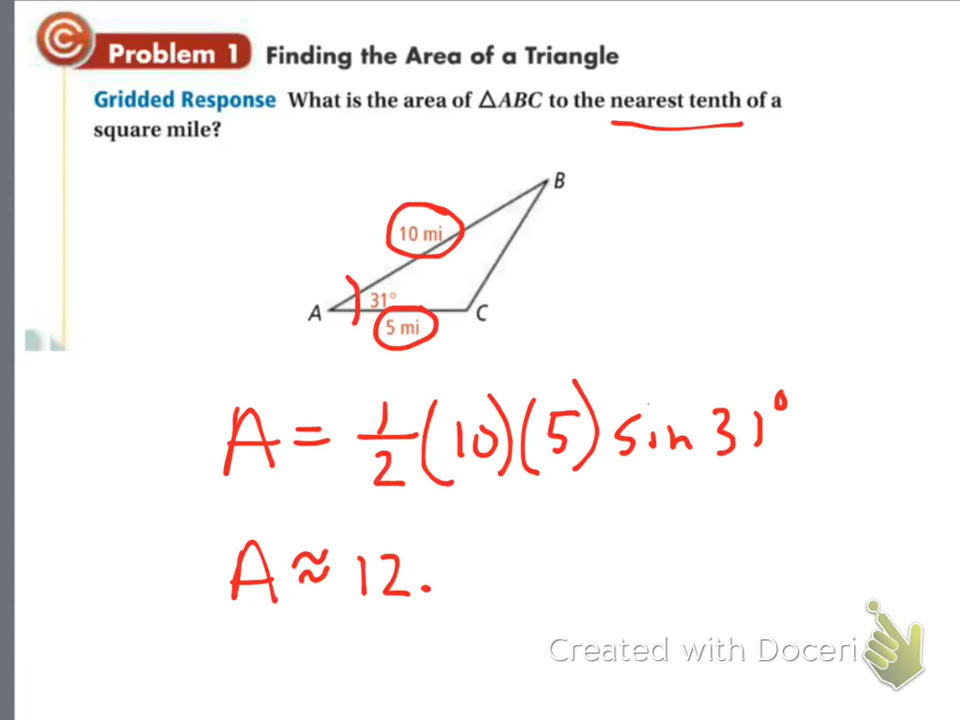 © Problem 1 Finding the Area of a Triangle
Gridded Response What is the area of △ABC to the nearest tenth of a
square mile?
B
10 mi
31°
A
C
5 mi
A = 1/2 (10)(5) sin 31°
A ≈ 12.
Created with Doceri